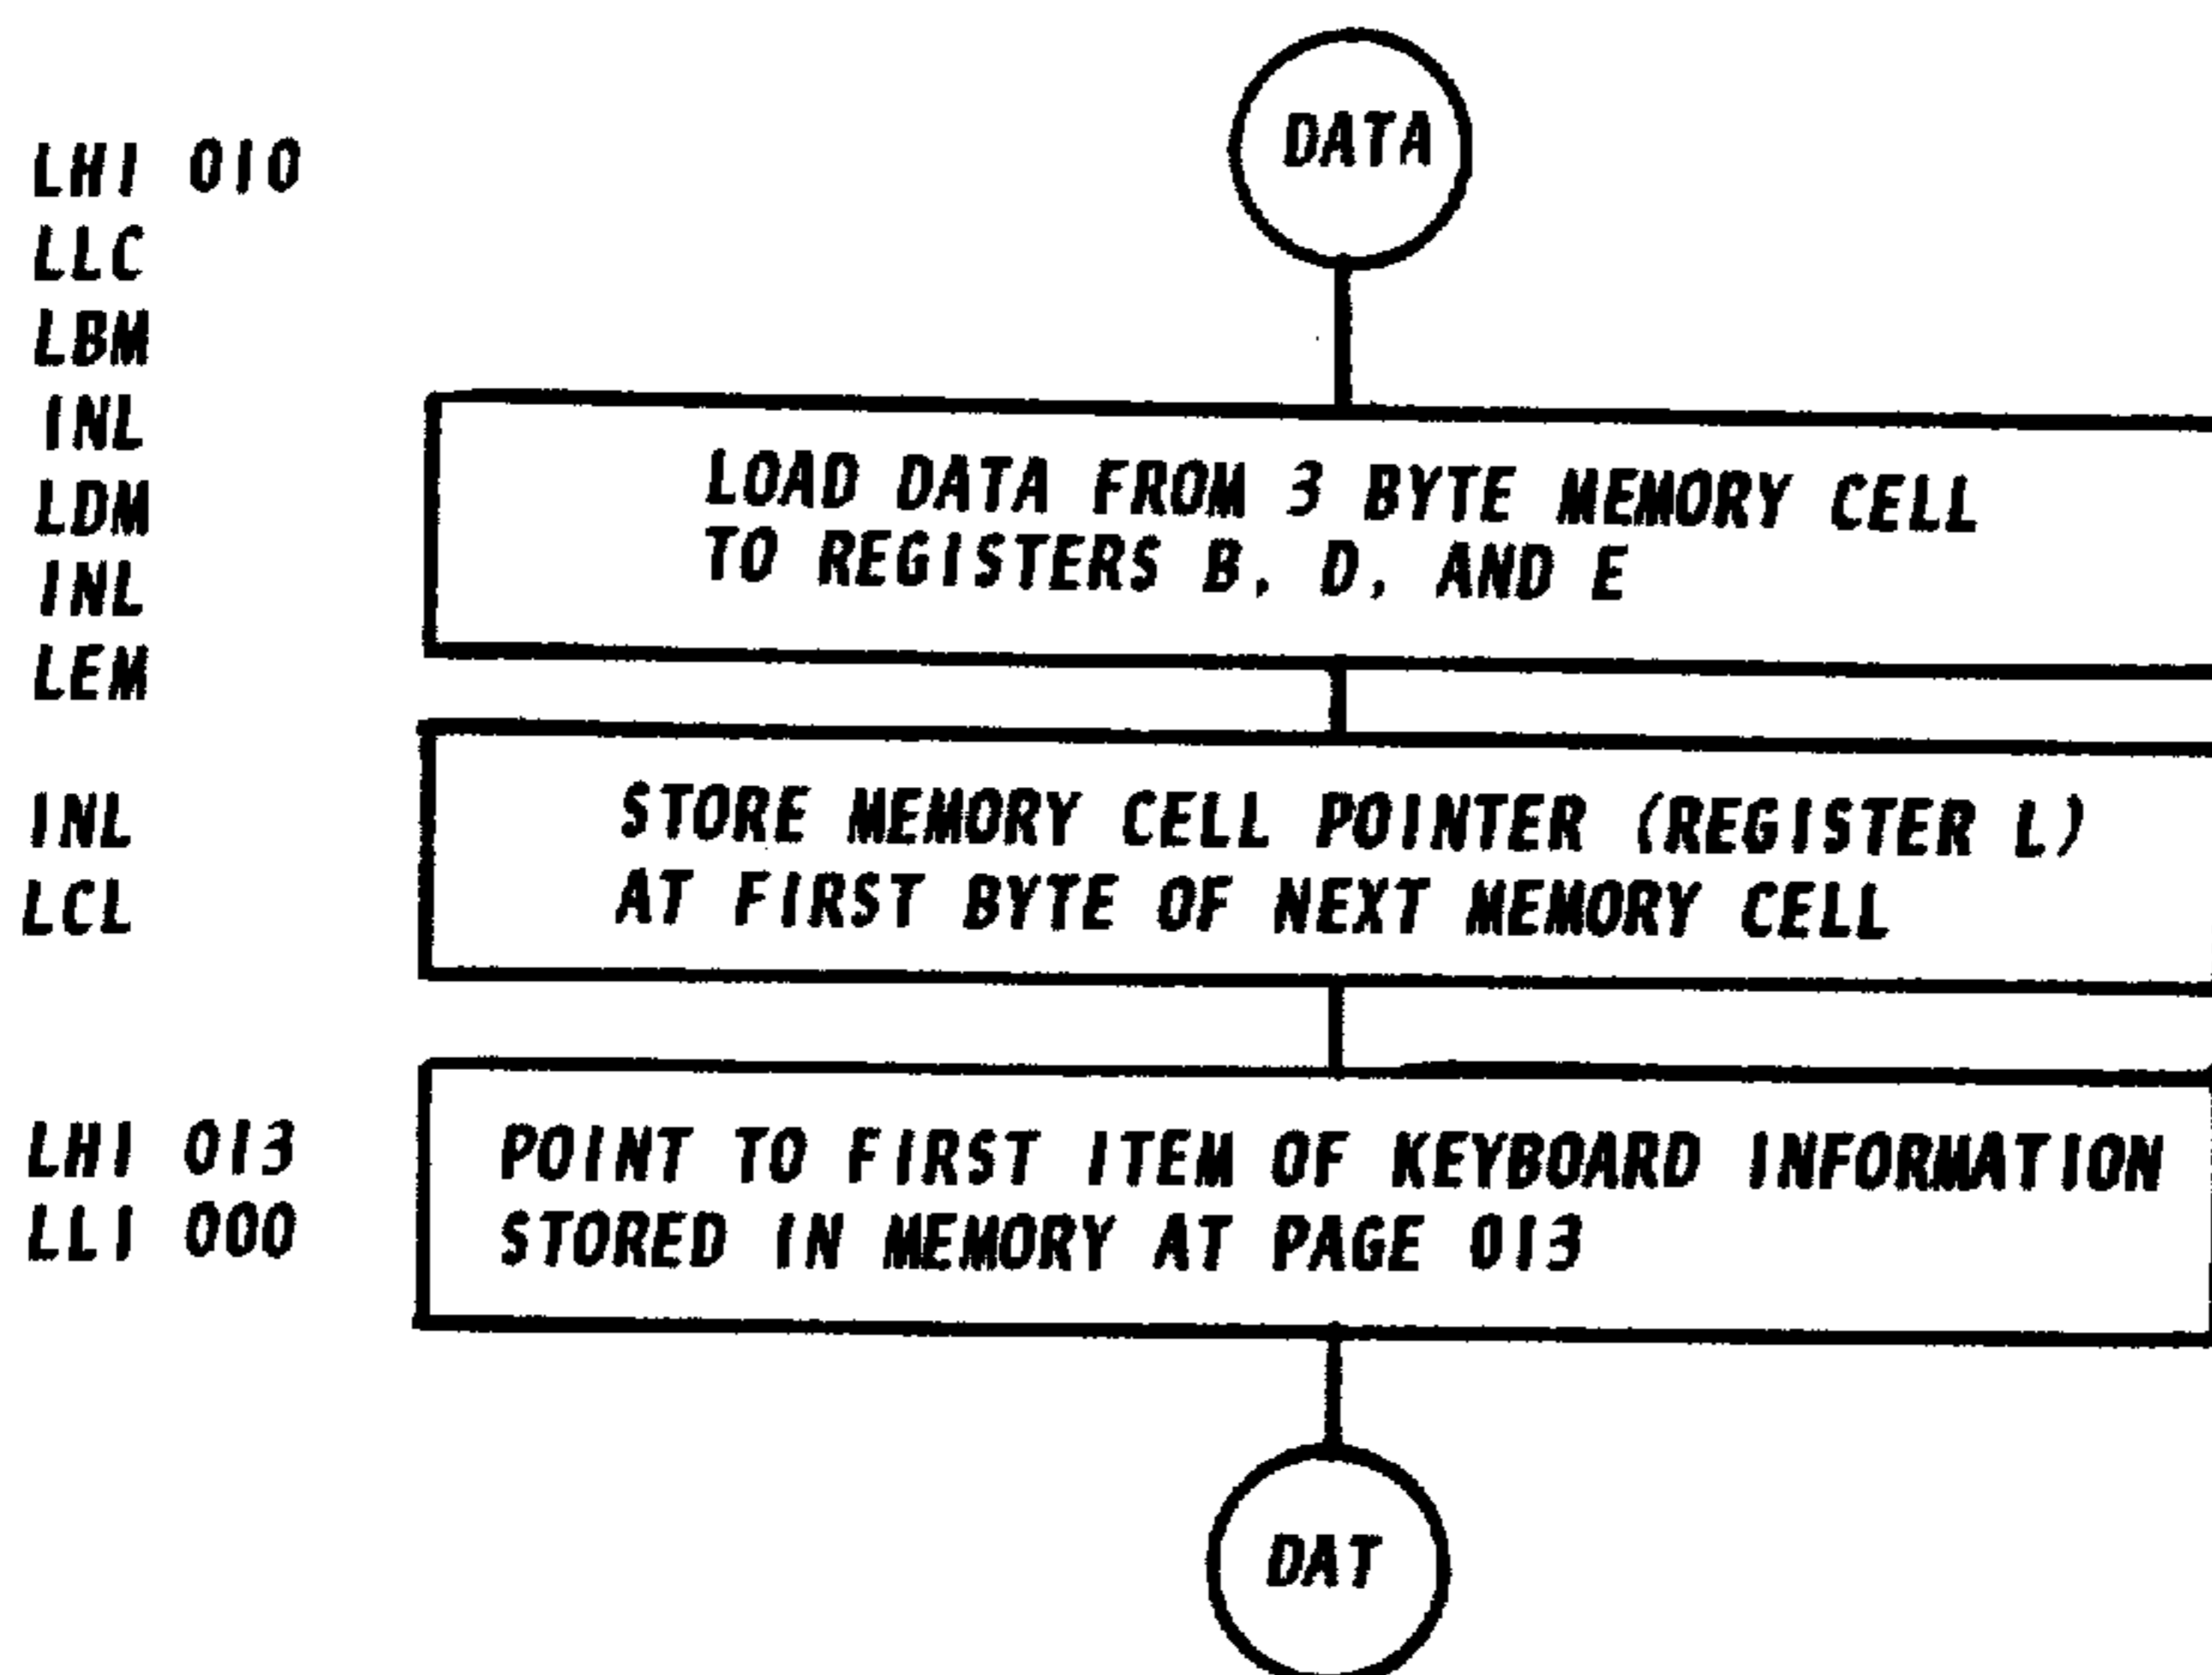 DATA
LHI 010
LLC
LBM
INL
LDM
INL
LEM
LOAD DATA FROM 3 BYTE MEMORY CELL
TO REGISTERS B, D, AND E
INL
LCL
STORE MEMORY CELL POINTER (REGISTER L)
AT FIRST BYTE OF NEXT MEMORY CELL
LHI 013
LLI 000
POINT TO FIRST ITEM OF KEYBOARD INFORMATION
STORED IN MEMORY AT PAGE 013
DAT